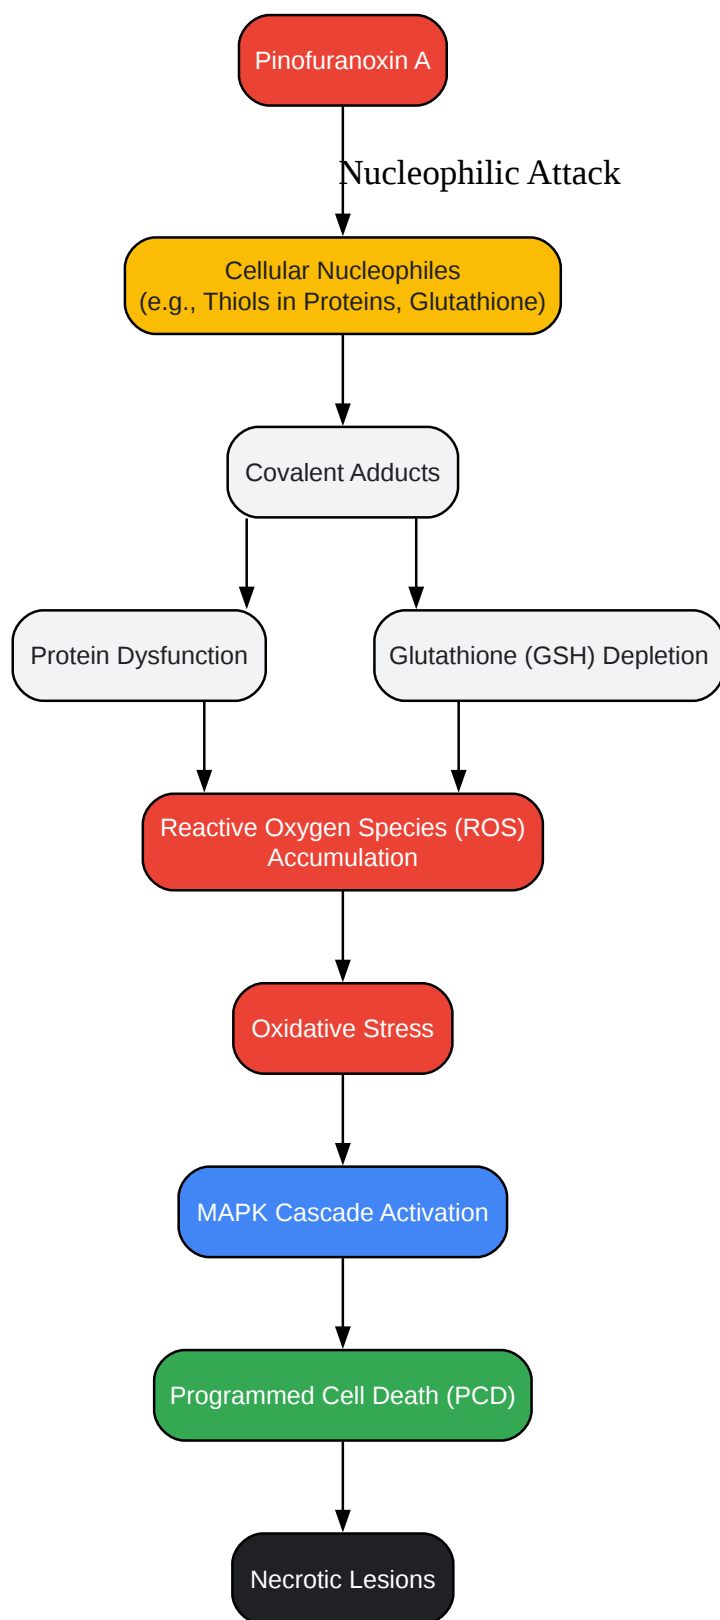 Pinofuranoxin A
Nucleophilic Attack
Cellular Nucleophiles
(e.g., Thiols in Proteins, Glutathione)
Covalent Adducts
Protein Dysfunction
Glutathione (GSH) Depletion
Reactive Oxygen Species (ROS)
Accumulation
Oxidative Stress
MAPK Cascade Activation
Programmed Cell Death (PCD)
Necrotic Lesions